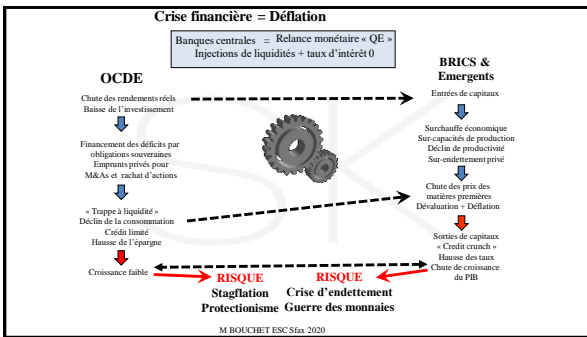 Crise financière = Déflation
Banques centrales = Relance monétaire « QE »
Injections de liquidités + taux d'intérêt 0
OCDE
Chute des rendements réels
Baisse de l'investissement
Financement des déficits par
obligations souveraines
Emprunts privés pour
M&As et rachat d'actions
« Trappe à liquidité »
Déclin de la consommation
Crédit limité
Hausse de l'épargne
Croissance faible
BRICS &
Emergents
Entrées de capitaux
Surchauffe économique
Sur-capacités de production
Déclin de productivité
Sur-endettement privé
Chute des prix des
matières premières
Dévaluation + Déflation
Sorties de capitaux
« Credit crunch »
Hausse des taux
Chute de croissance
du PIB
RISQUE
Stagflation
Protectionisme
RISQUE
Crise d'endettement
Guerre des monnaies
M BOUCHET ESC Sfax 2020
SK